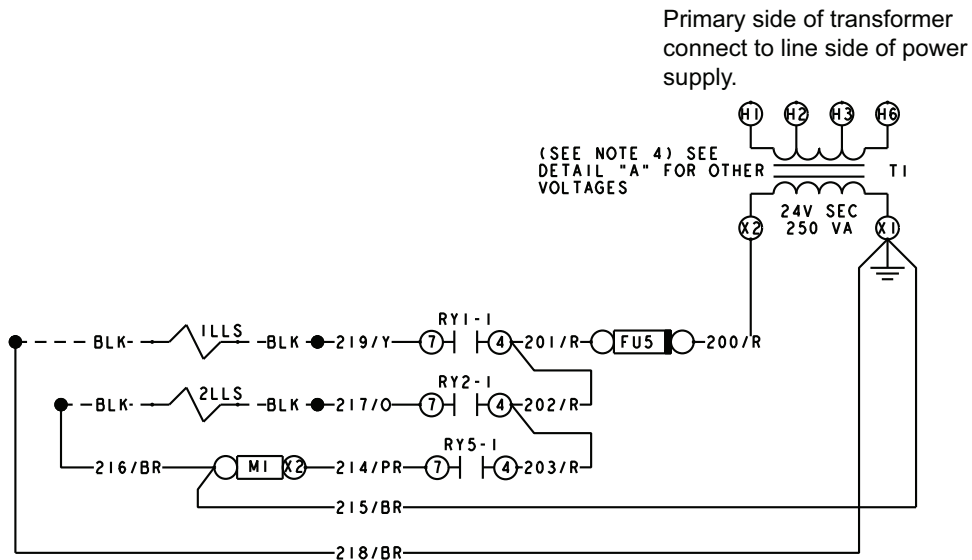 Primary side of transformer
connect to line side of power
supply.
H1 H2 H3 H6
(SEE NOTE 4) SEE
DETAIL "A" FOR OTHER
VOLTAGES
T1
24V SEC
250 VA
X2 X1
BLK 1LLS BLK 219/Y 7 RY1-1 4 201/R FU5 200/R
BLK 2LLS BLK 217/O 7 RY2-1 4 202/R
216/BR M1 X2 214/PR 7 RY5-1 4 203/R
215/BR
218/BR